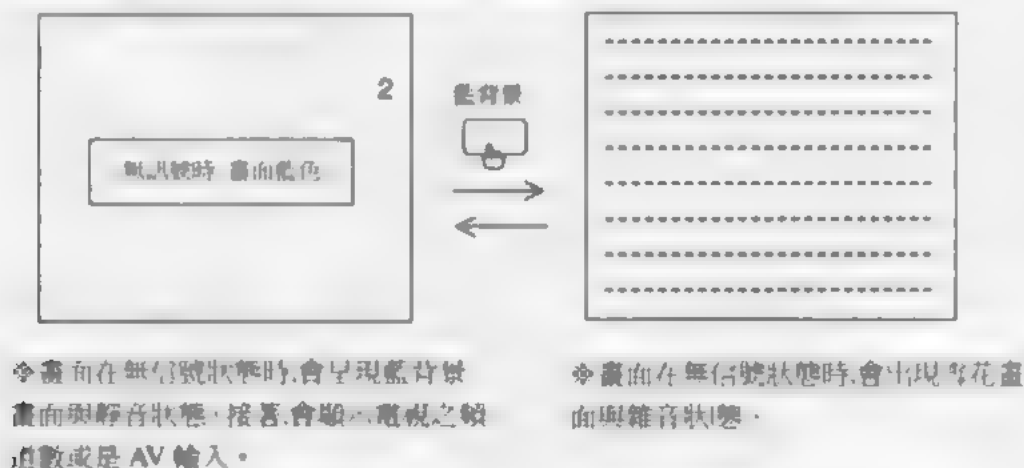 2
藍背景
無訊號時 畫面藍色
❖畫面在無信號狀態時,會呈現藍背景
畫面與靜音狀態,接著,會顯示電視之頻
道數或是 AV 輸入。
❖畫面在無信號狀態時,會出現雪花畫
面與雜音狀態。